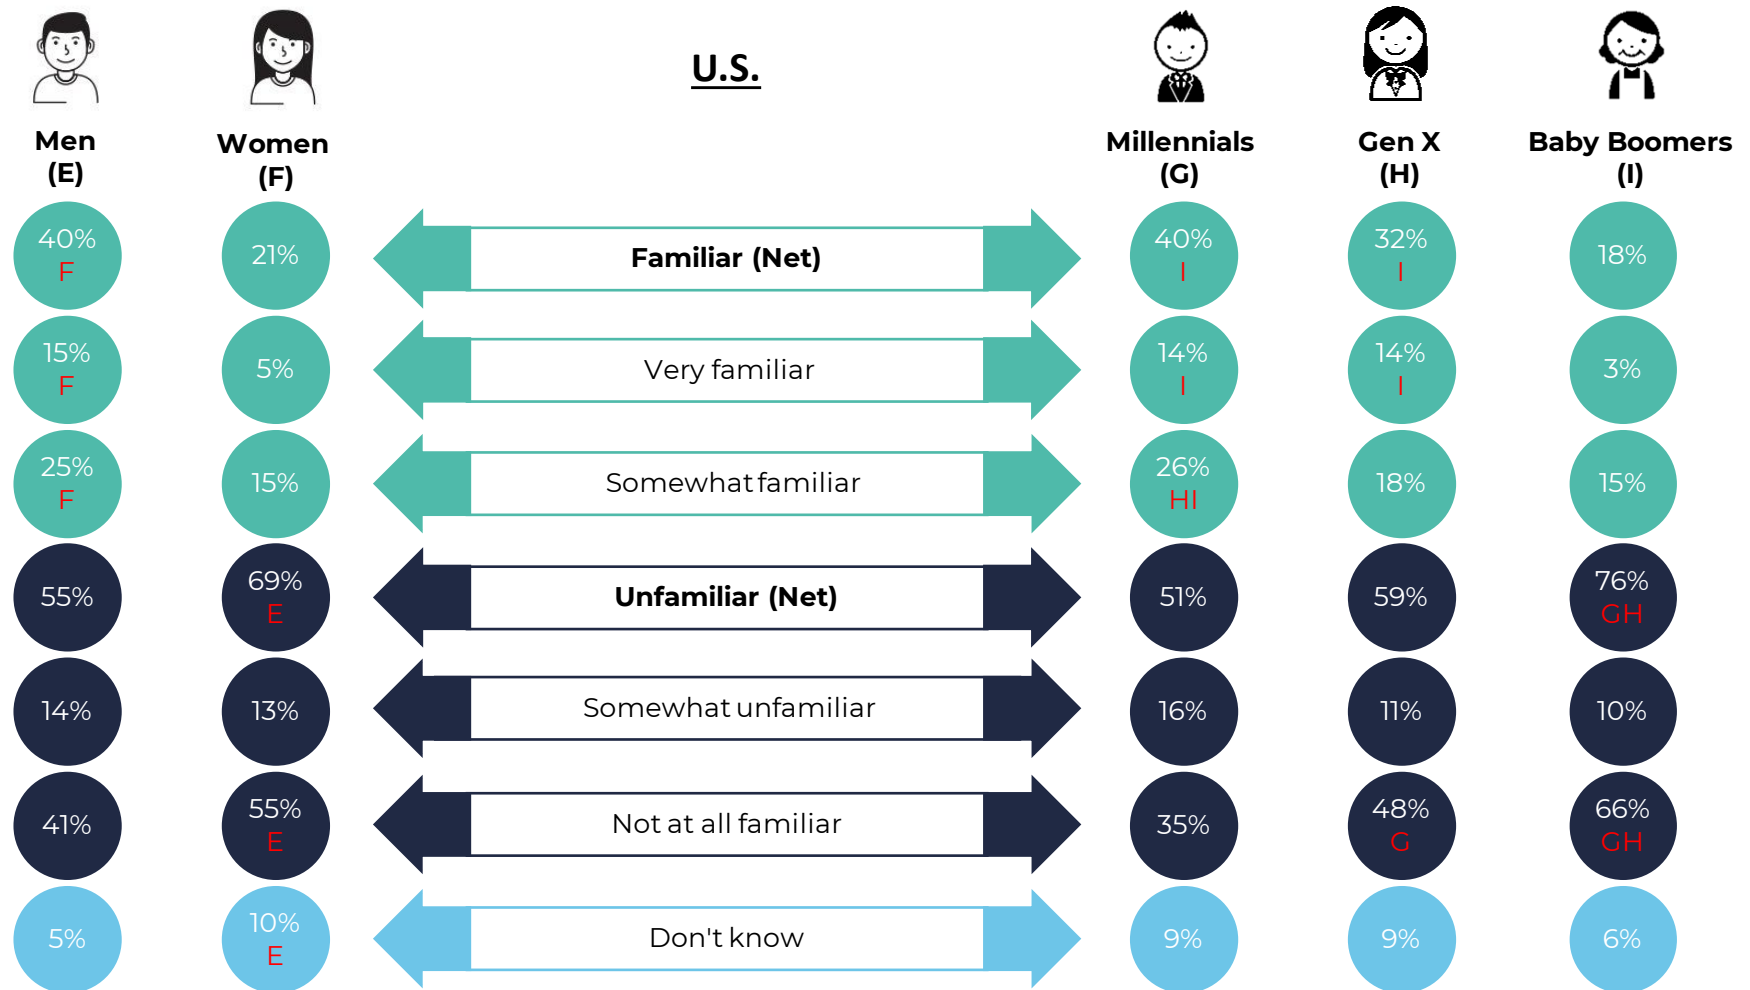 U.S.
Men
(E)
Women
(F)
Millennials
(G)
Gen X
(H)
Baby Boomers
(I)
40%
F
21%
Familiar (Net)
40%
I
32%
I
18%
15%
F
5%
Very familiar
14%
I
14%
I
3%
25%
F
15%
Somewhat familiar
26%
HI
18%
15%
55%
69%
E
Unfamiliar (Net)
51%
59%
76%
GH
14%
13%
Somewhat unfamiliar
16%
11%
10%
41%
55%
E
Not at all familiar
35%
48%
G
66%
GH
5%
10%
E
Don't know
9%
9%
6%